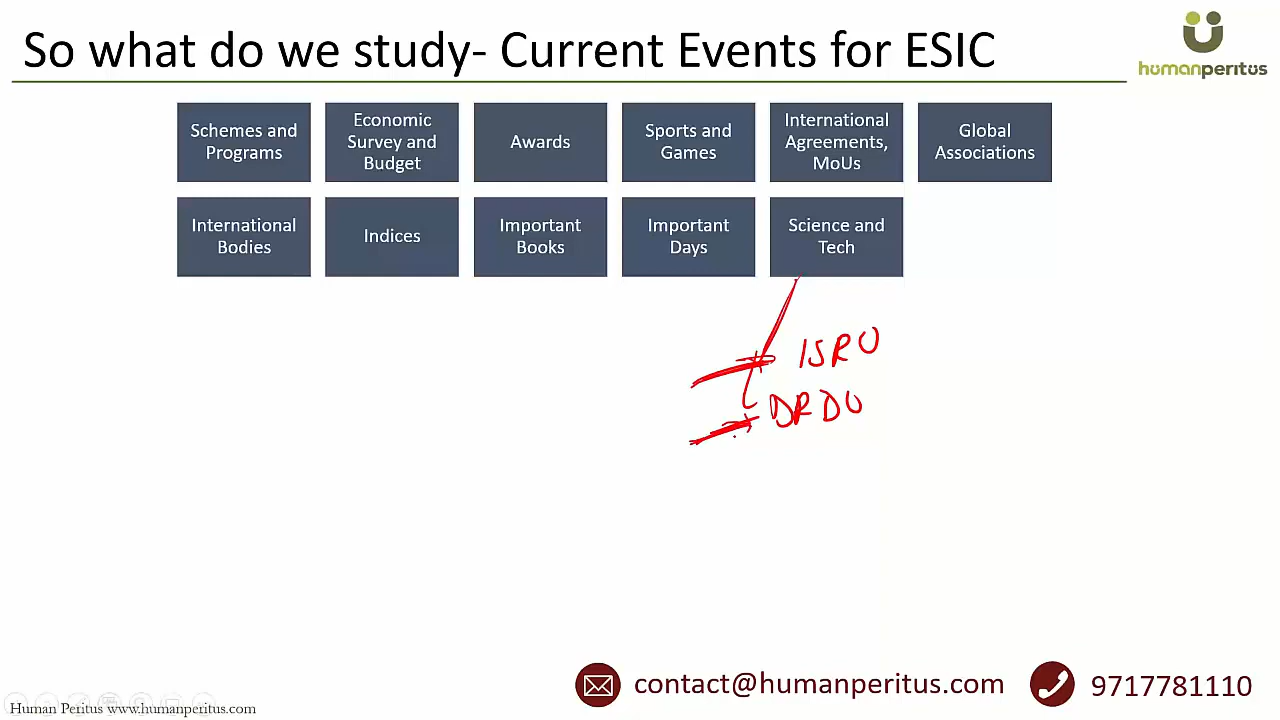 So what do we study- Current Events for ESIC
humanperitus
Schemes and
Programs
Economic
Survey and
Budget
Awards
Sports and
Games
International
Agreements,
MoUs
Global
Associations
International
Bodies
Indices
Important
Books
Important
Days
Science and
Tech
ISRO
DRDO
contact@humanperitus.com
9717781110
Human Peritus www.humanperitus.com